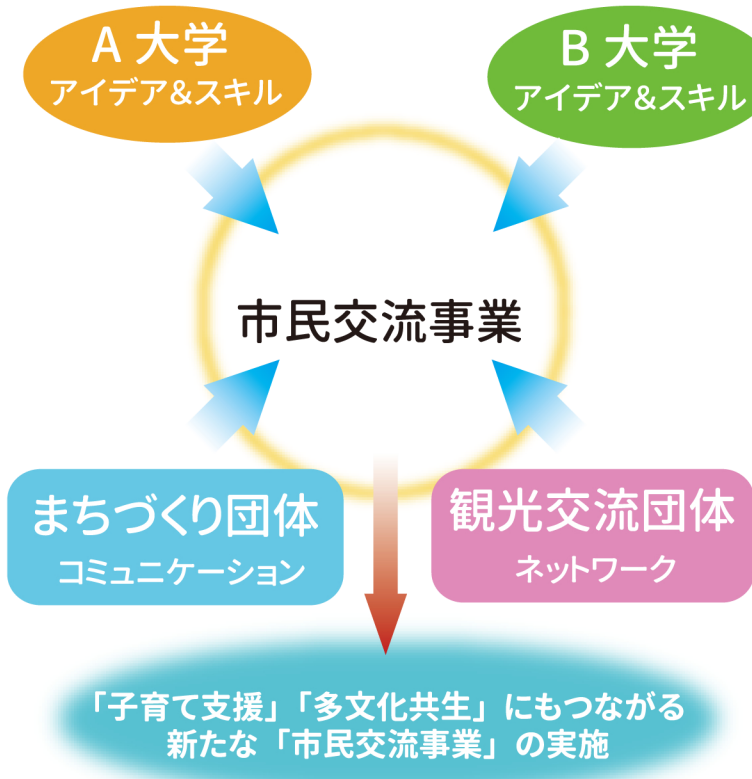 A 大学
アイデア&スキル
B 大学
アイデア&スキル
市民交流事業
まちづくり団体
コミュニケーション
観光交流団体
ネットワーク
「子育て支援」「多文化共生」にもつながる
新たな「市民交流事業」の実施